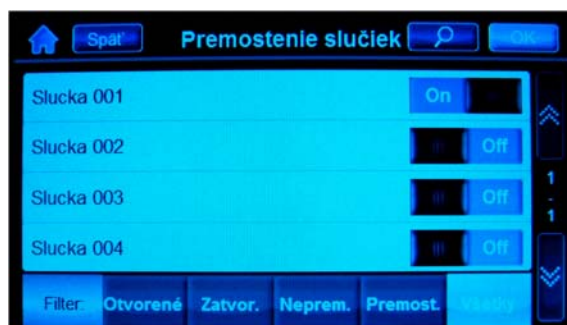 Späť Premostenie slučiek OK
Slucka 001 On
Slucka 002 Off
Slucka 003 Off
Slucka 004 Off
1
-
1
Filter: Otvorené Zatvor. Neprem. Premost. Všetky